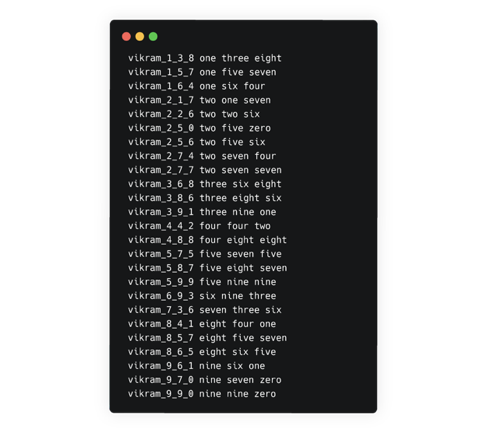 vikram_1_3_8 one three eight
vikram_1_5_7 one five seven
vikram_1_6_4 one six four
vikram_2_1_7 two one seven
vikram_2_2_6 two two six
vikram_2_5_0 two five zero
vikram_2_5_6 two five six
vikram_2_7_4 two seven four
vikram_2_7_7 two seven seven
vikram_3_6_8 three six eight
vikram_3_8_6 three eight six
vikram_3_9_1 three nine one
vikram_4_4_2 four four two
vikram_4_8_8 four eight eight
vikram_5_7_5 five seven five
vikram_5_8_7 five eight seven
vikram_5_9_9 five nine nine
vikram_6_9_3 six nine three
vikram_7_3_6 seven three six
vikram_8_4_1 eight four one
vikram_8_5_7 eight five seven
vikram_8_6_5 eight six five
vikram_9_6_1 nine six one
vikram_9_7_0 nine seven zero
vikram_9_9_0 nine nine zero